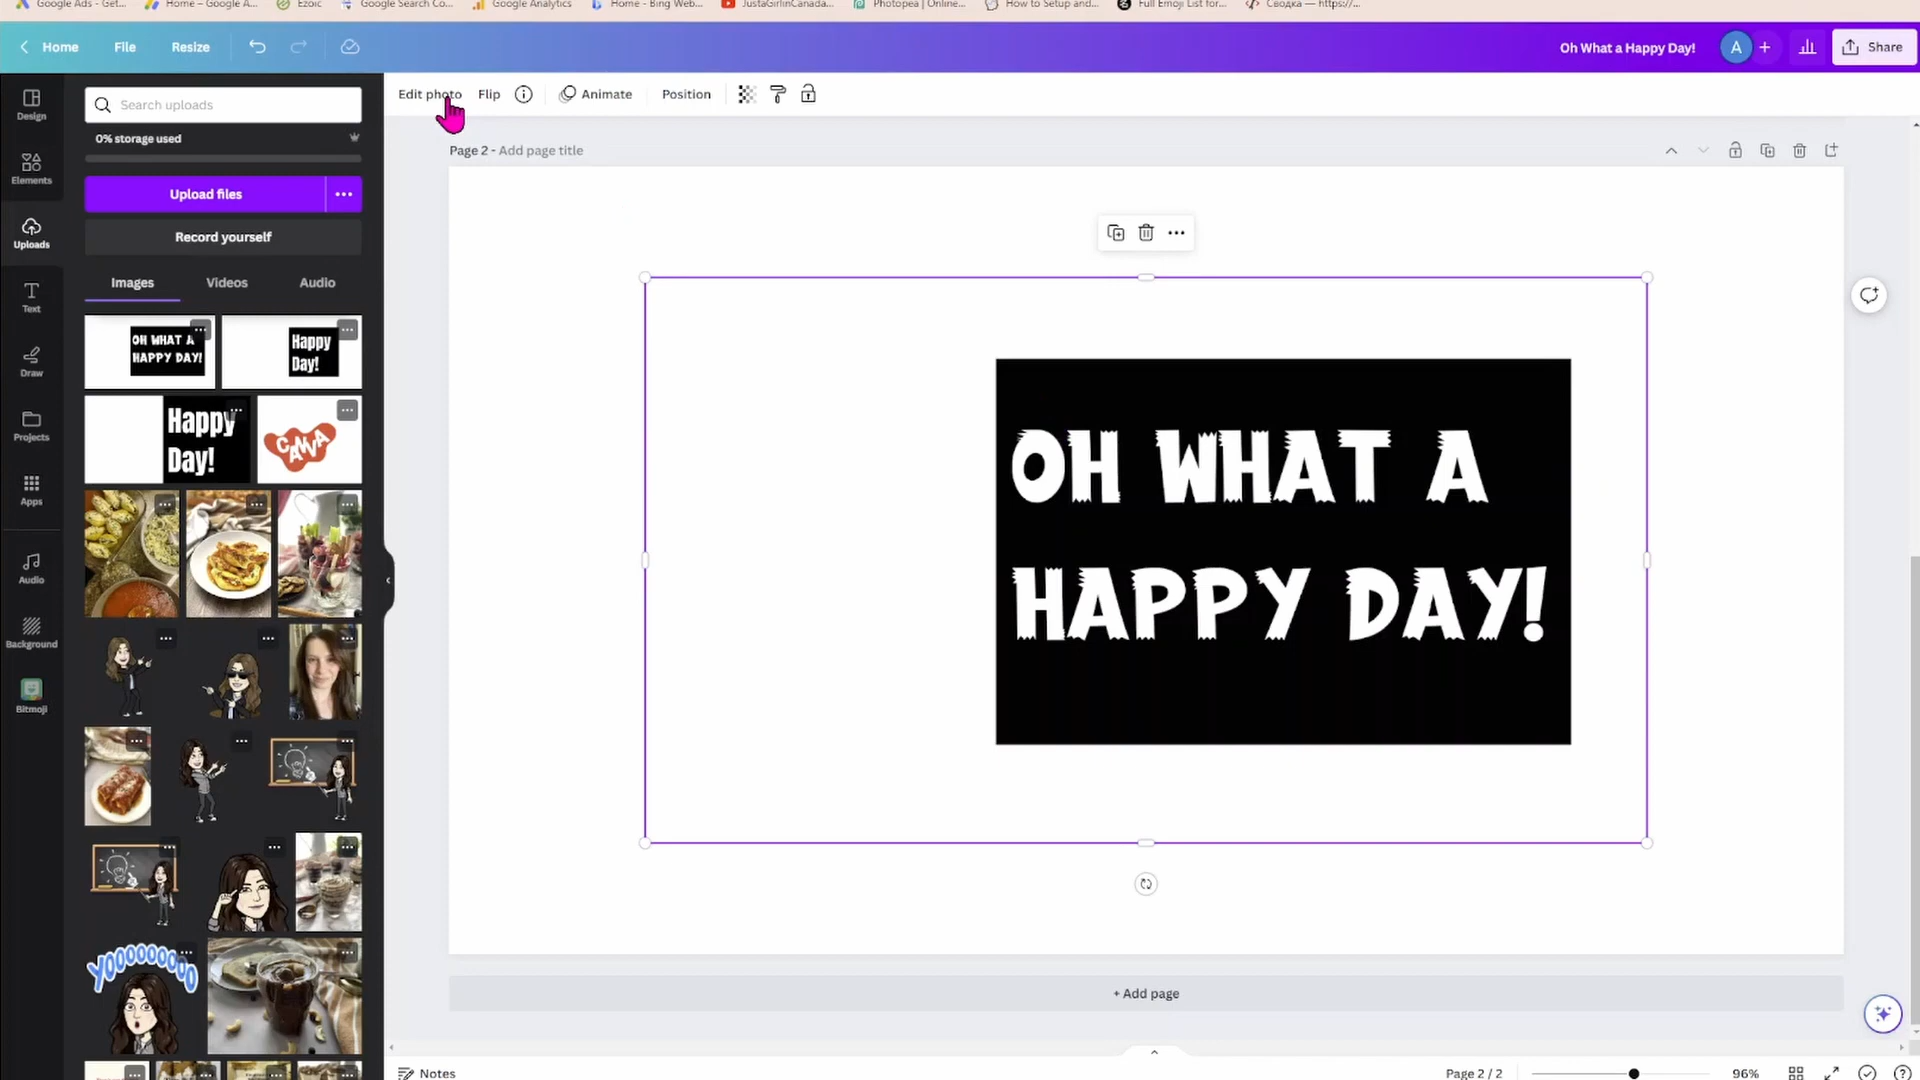 Google Ads - Get...
Home – Google A...
Ezoic
Google Search Co...
Google Analytics
Home - Bing Web...
JustaGirlinCanada...
Photopea | Online...
How to Setup and...
Full Emoji List for...
Сводка — https://...
Home
File
Resize
Oh What a Happy Day!
A
+
Share
Edit photo
Flip
Animate
Position
Design
Elements
Uploads
Text
Draw
Projects
Apps
Audio
Background
Bitmoji
Search uploads
0% storage used
Upload files
Record yourself
Images
Videos
Audio
OH WHAT A
HAPPY DAY!
Happy
Day!
Happy
Day!
CANVA
YOOOOOOOOO
Page 2 - Add page title
OH WHAT A
HAPPY DAY!
+ Add page
Notes
Page 2 / 2
96%